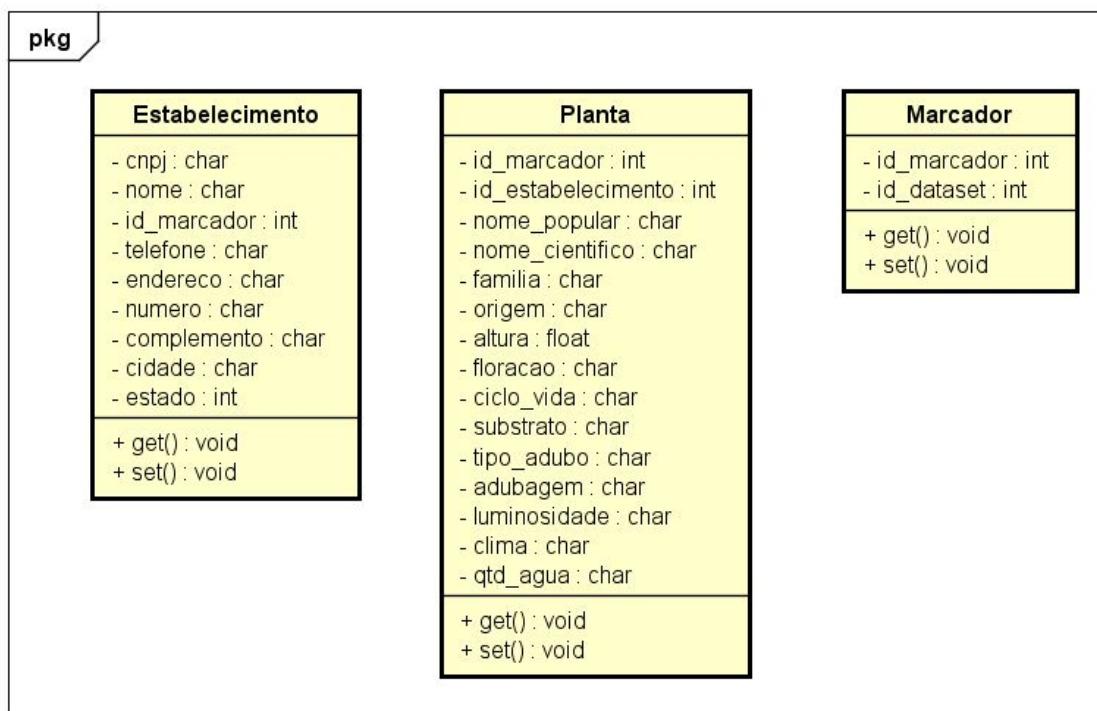 pkg
Estabelecimento
- cnpj : char
- nome : char
- id_marcador : int
- telefone : char
- endereco : char
- numero : char
- complemento : char
- cidade : char
- estado : int
+ get() : void
+ set() : void
Planta
- id_marcador : int
- id_estabelecimento : int
- nome_popular : char
- nome_cientifico : char
- familia : char
- origem : char
- altura : float
- floracao : char
- ciclo_vida : char
- substrato : char
- tipo_adubo : char
- adubagem : char
- luminosidade : char
- clima : char
- qtd_agua : char
+ get() : void
+ set() : void
Marcador
- id_marcador : int
- id_dataset : int
+ get() : void
+ set() : void